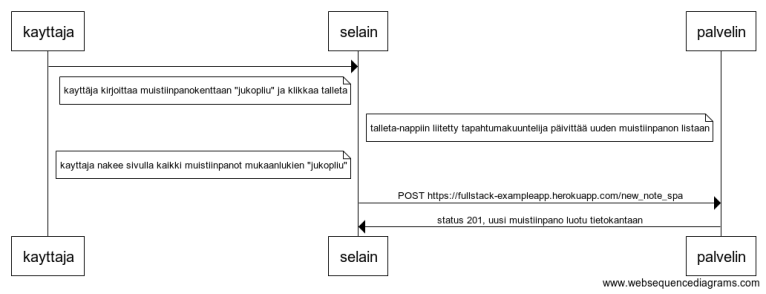 kayttaja
selain
palvelin
kayttäja kirjoittaa muistiinpanokenttaan "jukopliu" ja klikkaa talleta
talleta-nappiin liitetty tapahtumakuuntelija päivittää uuden muistiinpanon listaan
kayttaja nakee sivulla kaikki muistiinpanot mukaanlukien "jukopliu"
POST https://fullstack-exampleapp.herokuapp.com/new_note_spa
status 201, uusi muistiinpano luotu tietokantaan
kayttaja
selain
palvelin
www.websequencediagrams.com